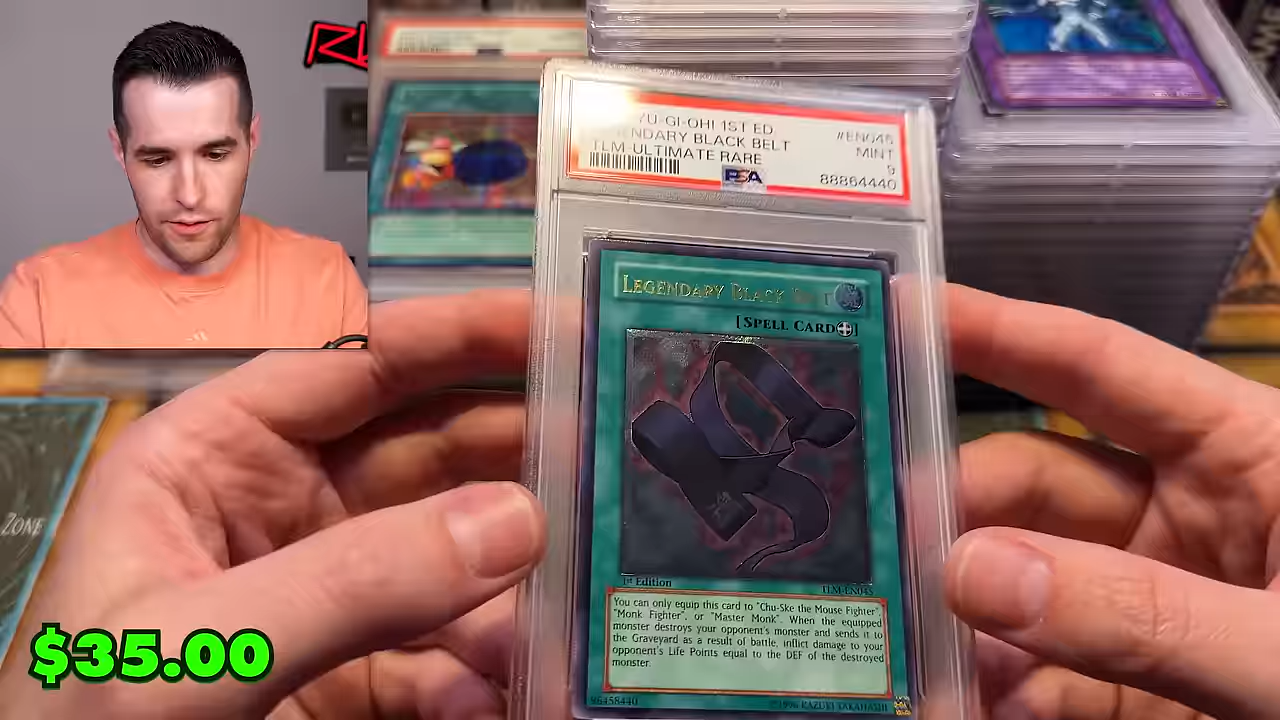 YU-GI-OH! 1ST ED
#EN045
ENDARY BLACK BELT
MINT
TLM-ULTIMATE RARE
9
PSA
88864440
LEGENDARY BLACK BELT
[SPELL CARD]
1st Edition
TLM-EN045
You can only equip this card to "Chu-Ske the Mouse Fighter",
"Monk Fighter", or "Master Monk". When the equipped
monster destroys your opponent's monster and sends it to
the Graveyard as a result of battle, inflict damage to your
opponent's Life Points equal to the DEF of the destroyed
monster.
96458440
©1996 KAZUKI TAKAHASHI
ZONE
$35.00